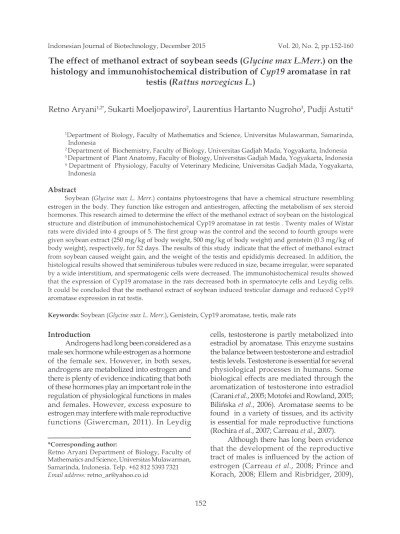 Indonesian Journal of Biotechnology, December 2015
Vol. 20, No. 2, pp.152-160
The effect of methanol extract of soybean seeds (Glycine max L.Merr.) on the
histology and immunohistochemical distribution of Cyp19 aromatase in rat
testis (Rattus norvegicus L.)
Retno Aryani1,2*, Sukarti Moeljopawiro2, Laurentius Hartanto Nugroho3, Pudji Astuti4
1Department of Biology, Faculty of Mathematics and Science, Universitas Mulawarman, Samarinda,
Indonesia
2Department of Biochemistry, Faculty of Biology, Universitas Gadjah Mada, Yogyakarta, Indonesia
3Department of Plant Anatomy, Faculty of Biology, Universitas Gadjah Mada, Yogyakarta, Indonesia
4 Department of Physiology, Faculty of Veterinary Medicine, Universitas Gadjah Mada, Yogyakarta,
Indonesia
Abstract
Soybean (Glycine max L. Merr.) contains phytoestrogens that have a chemical structure resembling
estrogen in the body. They function like estrogen and antiestrogen, affecting the metabolism of sex steroid
hormones. This research aimed to determine the effect of the methanol extract of soybean on the histological
structure and distribution of immunohistochemical Cyp19 aromatase in rat testis . Twenty males of Wistar
rats were divided into 4 groups of 5. The first group was the control and the second to fourth groups were
given soybean extract (250 mg/kg of body weight, 500 mg/kg of body weight) and genistein (0.3 mg/kg of
body weight), respectively, for 52 days. The results of this study indicate that the effect of methanol extract
from soybean caused weight gain, and the weight of the testis and epididymis decreased. In addition, the
histological results showed that seminiferous tubules were reduced in size, became irregular, were separated
by a wide interstitium, and spermatogenic cells were decreased. The immunohistochemical results showed
that the expression of Cyp19 aromatase in the rats decreased both in spermatocyte cells and Leydig cells.
It could be concluded that the methanol extract of soybean induced testicular damage and reduced Cyp19
aromatase expression in rat testis.
Keywords: Soybean (Glycine max L. Merr.), Genistein, Cyp19 aromatase, testis, male rats
Introduction
Androgens had long been considered as a
male sex hormone while estrogen as a hormone
of the female sex. However, in both sexes,
androgens are metabolized into estrogen and
there is plenty of evidence indicating that both
of these hormones play an important role in the
regulation of physiological functions in males
and females. However, excess exposure to
estrogen may interfere with male reproductive
functions (Giwercman, 2011). In Leydig
*Corresponding author:
Retno Aryani Department of Biology, Faculty of
Mathematics and Science, Universitas Mulawarman,
Samarinda, Indonesia. Telp. +62 812 5393 7321
Email address: retno_ar@yahoo.co.id
cells, testosterone is partly metabolized into
estradiol by aromatase. This enzyme sustains
the balance between testosterone and estradiol
testis levels. Testosterone is essential for several
physiological processes in humans. Some
biological effects are mediated through the
aromatization of testosterone into estradiol
(Carani et al., 2005; Motofei and Rowland, 2005;
Bilińska et al., 2006). Aromatase seems to be
found in a variety of tissues, and its activity
is essential for male reproductive functions
(Rochira et al., 2007; Carreau et al., 2007).
Although there has long been evidence
that the development of the reproductive
tract of males is influenced by the action of
estrogen (Carreau et al., 2008; Prince and
Korach, 2008; Ellem and Risbridger, 2009),
152